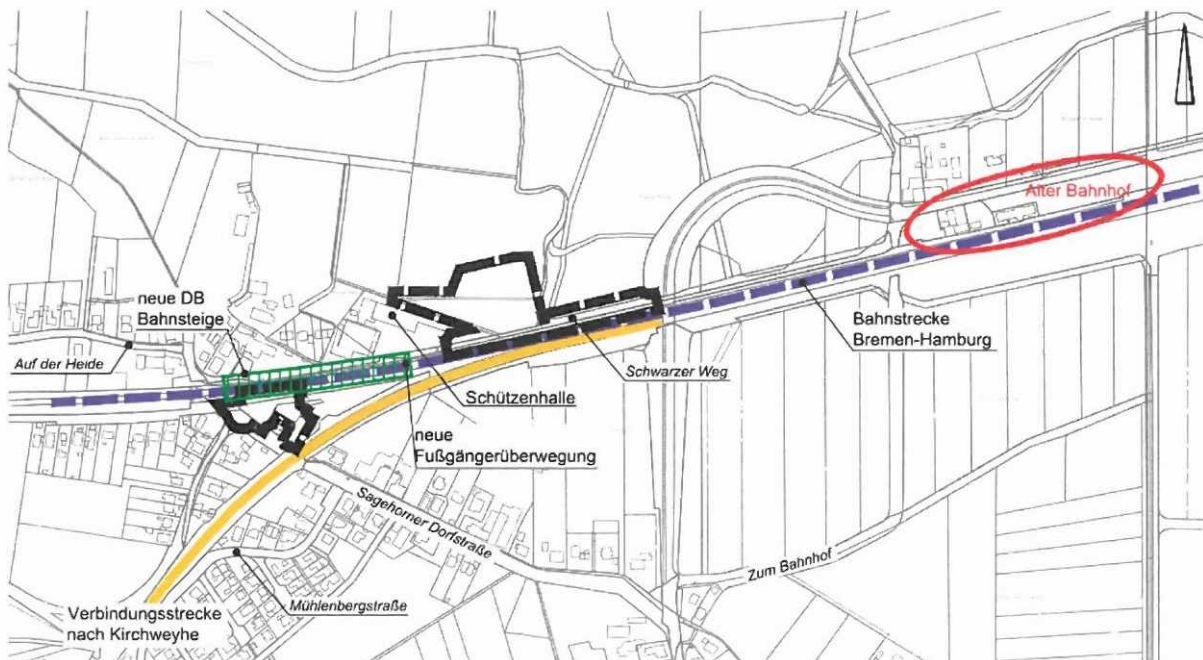 Alter Bahnhof
neue DB
Bahnsteige
Auf der Heide
Bahnstrecke
Bremen-Hamburg
Schwarzer Weg
Schützenhalle
neue
Fußgängerüberwegung
Sagehorner Dorfstraße
Zum Bahnhof
Mühlenbergstraße
Verbindungsstrecke
nach Kirchweyhe